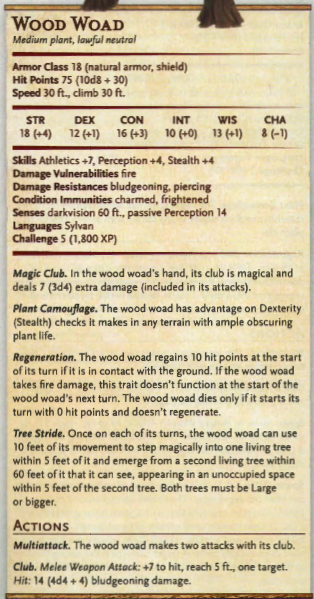 WOOD WOAD
Medium plant, lawful neutral
Armor Class 18 (natural armor, shield)
Hit Points 75 (10d8 + 30)
Speed 30 ft., climb 30 ft.
STR DEX CON INT WIS CHA
18 (+4) 12 (+1) 16 (+3) 10 (+0) 13 (+1) 8 (−1)
Skills Athletics +7, Perception +4, Stealth +4
Damage Vulnerabilities fire
Damage Resistances bludgeoning, piercing
Condition Immunities charmed, frightened
Senses darkvision 60 ft., passive Perception 14
Languages Sylvan
Challenge 5 (1,800 XP)
Magic Club. In the wood woad's hand, its club is magical and
deals 7 (3d4) extra damage (included in its attacks).
Plant Camouflage. The wood woad has advantage on Dexterity
(Stealth) checks it makes in any terrain with ample obscuring
plant life.
Regeneration. The wood woad regains 10 hit points at the start
of its turn if it is in contact with the ground. If the wood woad
takes fire damage, this trait doesn't function at the start of the
wood woad's next turn. The wood woad dies only if it starts its
turn with 0 hit points and doesn't regenerate.
Tree Stride. Once on each of its turns, the wood woad can use
10 feet of its movement to step magically into one living tree
within 5 feet of it and emerge from a second living tree within
60 feet of it that it can see, appearing in an unoccupied space
within 5 feet of the second tree. Both trees must be Large
or bigger.
ACTIONS
Multiattack. The wood woad makes two attacks with its club.
Club. Melee Weapon Attack: +7 to hit, reach 5 ft., one target.
Hit: 14 (4d4 + 4) bludgeoning damage.